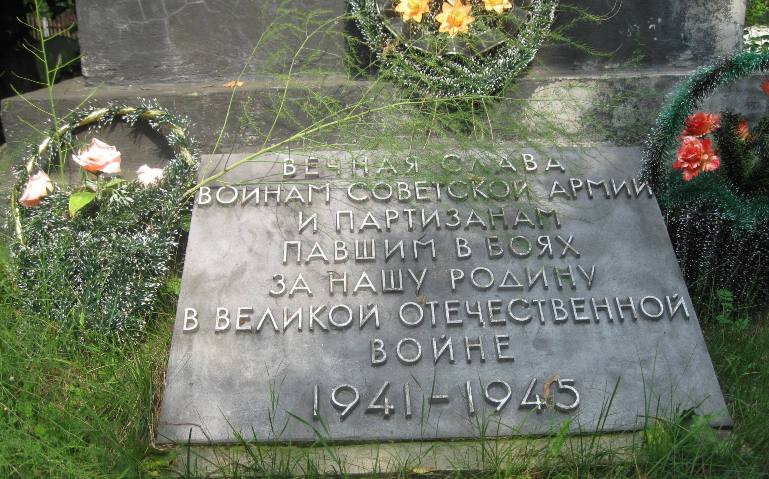 ВЕЧНАЯ СЛАВА
ВОИНАМ СОВЕТСКОЙ АРМИИ
И ПАРТИЗАНАМ
ПАВШИМ В БОЯХ
ЗА НАШУ РОДИНУ
В ВЕЛИКОЙ ОТЕЧЕСТВЕННОЙ
ВОЙНЕ
1941-1945